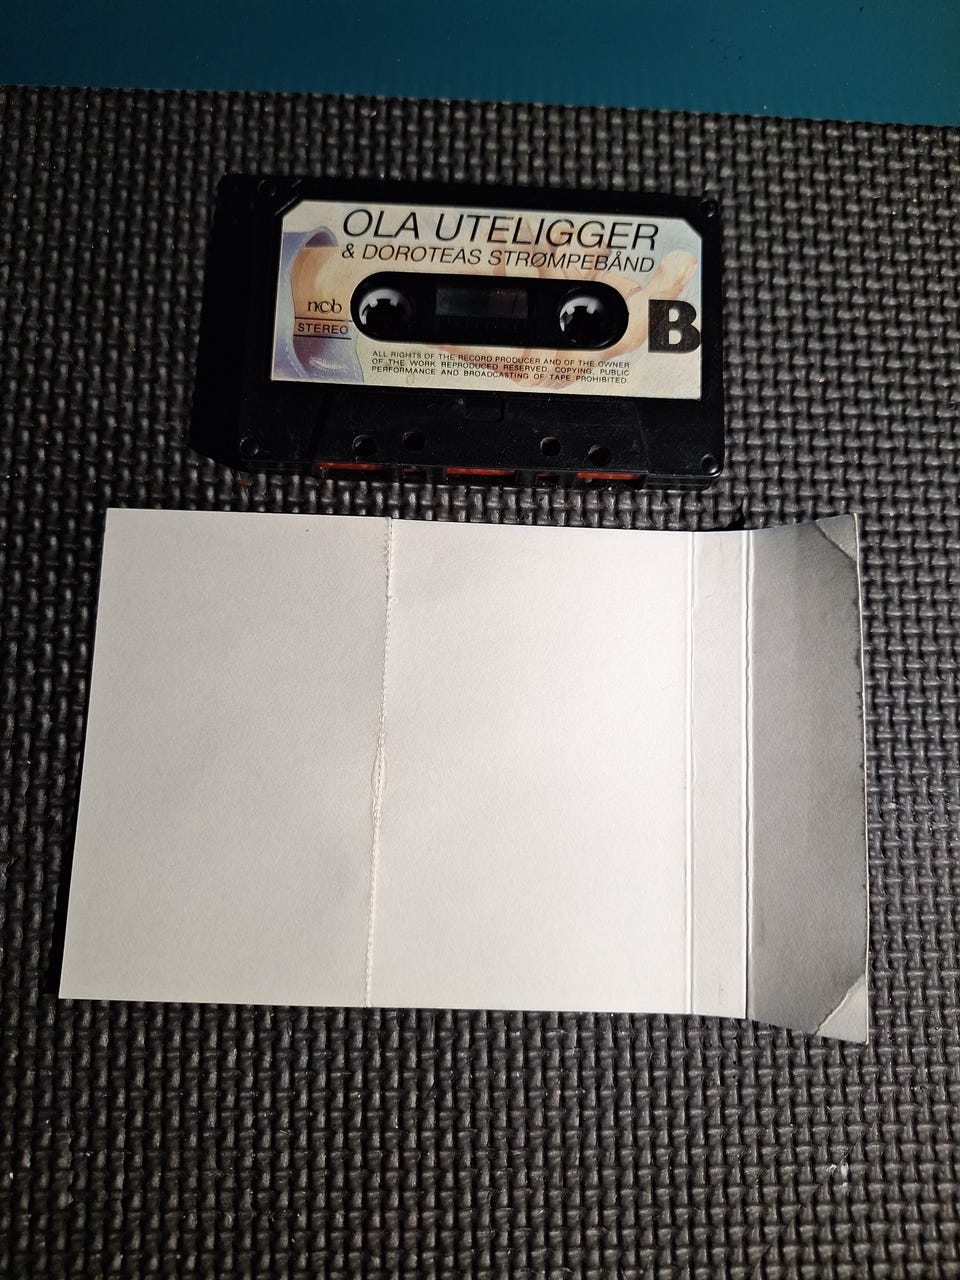 OLA UTELIGGER
& DOROTEAS STRØMPEBÅND
ncb
STEREO
B
ALL RIGHTS OF THE RECORD PRODUCER AND OF THE OWNER
OF THE WORK REPRODUCED RESERVED. COPYING, PUBLIC
PERFORMANCE AND BROADCASTING OF TAPE PROHIBITED